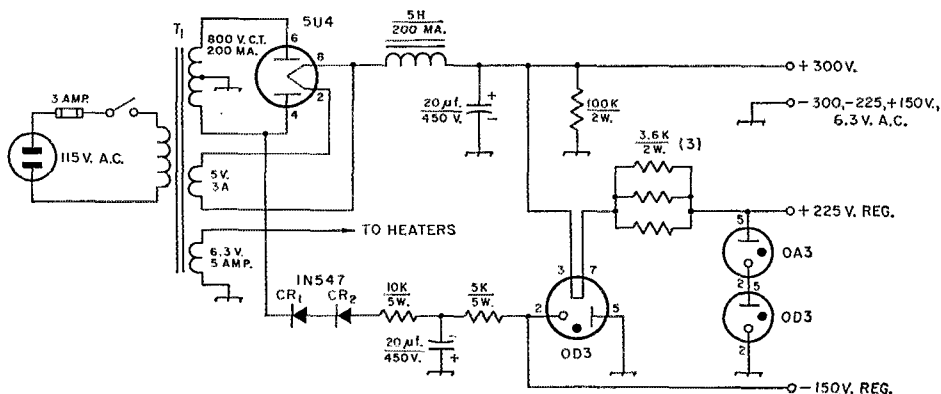 T1
800 V. C.T.
200 MA.
5U4
6
8
2
4
5H
200 MA.
20 µf.
450 V.
+
-
100K
2W.
+ 300V.
- 300,-225,+150V,
6.3 V. A.C.
3 AMP.
115 V. A.C.
5V.
3A
3.6K
2W.
(3)
+ 225 V. REG.
6.3 V.
5 AMP.
TO HEATERS
IN547
CR1
CR2
10K
5W.
5K
5W.
20 µf.
450V.
-
+
3
7
2
5
OD3
5
OA3
2
5
OD3
2
-150V. REG.